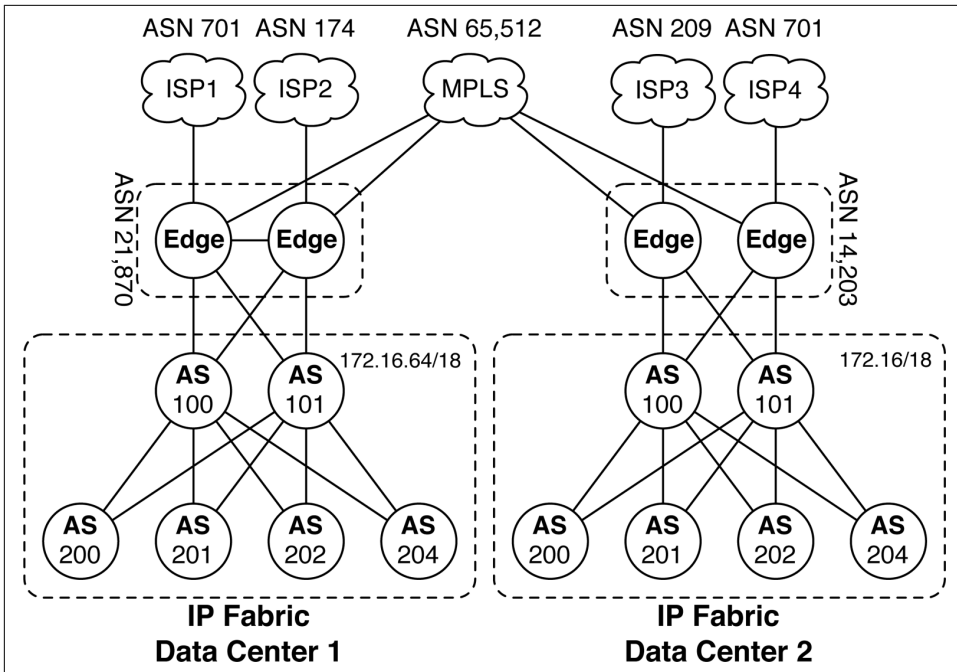 ASN 701 ASN 174 ASN 65,512 ASN 209 ASN 701
ISP1 ISP2 MPLS ISP3 ISP4
ASN 21,870
Edge Edge Edge Edge
ASN 14,203
172.16.64/18 172.16/18
AS AS AS AS
100 101 100 101
AS AS AS AS AS AS AS AS
200 201 202 204 200 201 202 204
IP Fabric IP Fabric
Data Center 1 Data Center 2